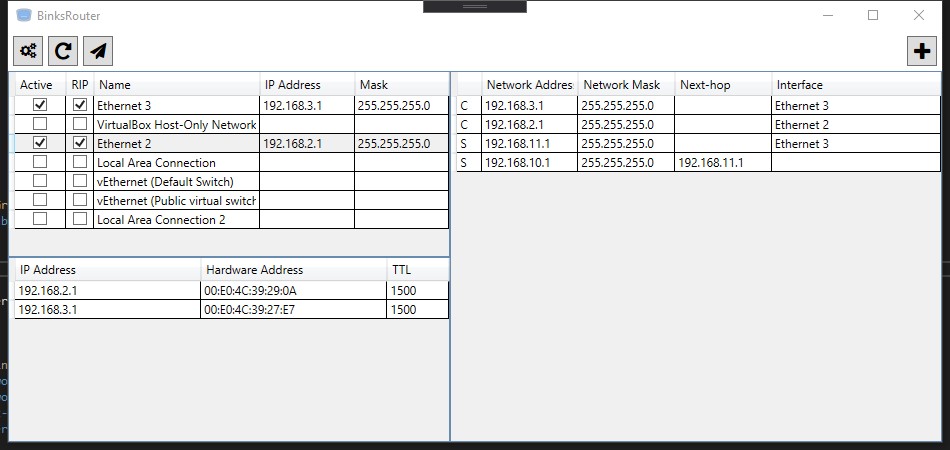 BinksRouter
Active RIP Name IP Address Mask
Ethernet 3 192.168.3.1 255.255.255.0
VirtualBox Host-Only Network
Ethernet 2 192.168.2.1 255.255.255.0
Local Area Connection
vEthernet (Default Switch)
vEthernet (Public virtual switch
Local Area Connection 2
IP Address Hardware Address TTL
192.168.2.1 00:E0:4C:39:29:0A 1500
192.168.3.1 00:E0:4C:39:27:E7 1500
Network Addres Network Mask Next-hop Interface
C 192.168.3.1 255.255.255.0 Ethernet 3
C 192.168.2.1 255.255.255.0 Ethernet 2
S 192.168.11.1 255.255.255.0 Ethernet 3
S 192.168.10.1 255.255.255.0 192.168.11.1